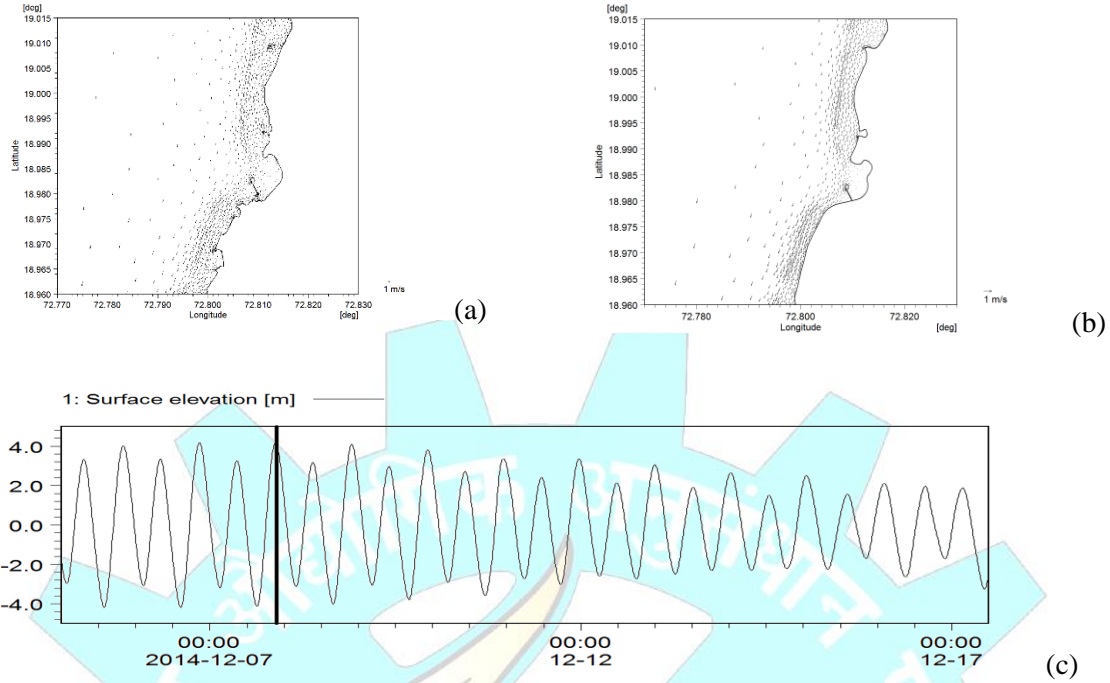 [deg]
19.015
19.010
19.005
19.000
18.995
18.990
18.985
18.980
18.975
18.970
18.965
18.960
Latitude
72.770 72.780 72.790 72.800 72.810 72.820 72.830
Longitude [deg]
1 m/s
(a)
[deg]
19.015
19.010
19.005
19.000
18.995
18.990
18.985
18.980
18.975
18.970
18.965
18.960
Latitude
72.780 72.800 72.820
Longitude [deg]
1 m/s
(b)
1: Surface elevation [m]
4.0
2.0
0.0
-2.0
-4.0
00:00 00:00 00:00
2014-12-07 12-12 12-17
(c)
औद्योगिक अनुसंधान